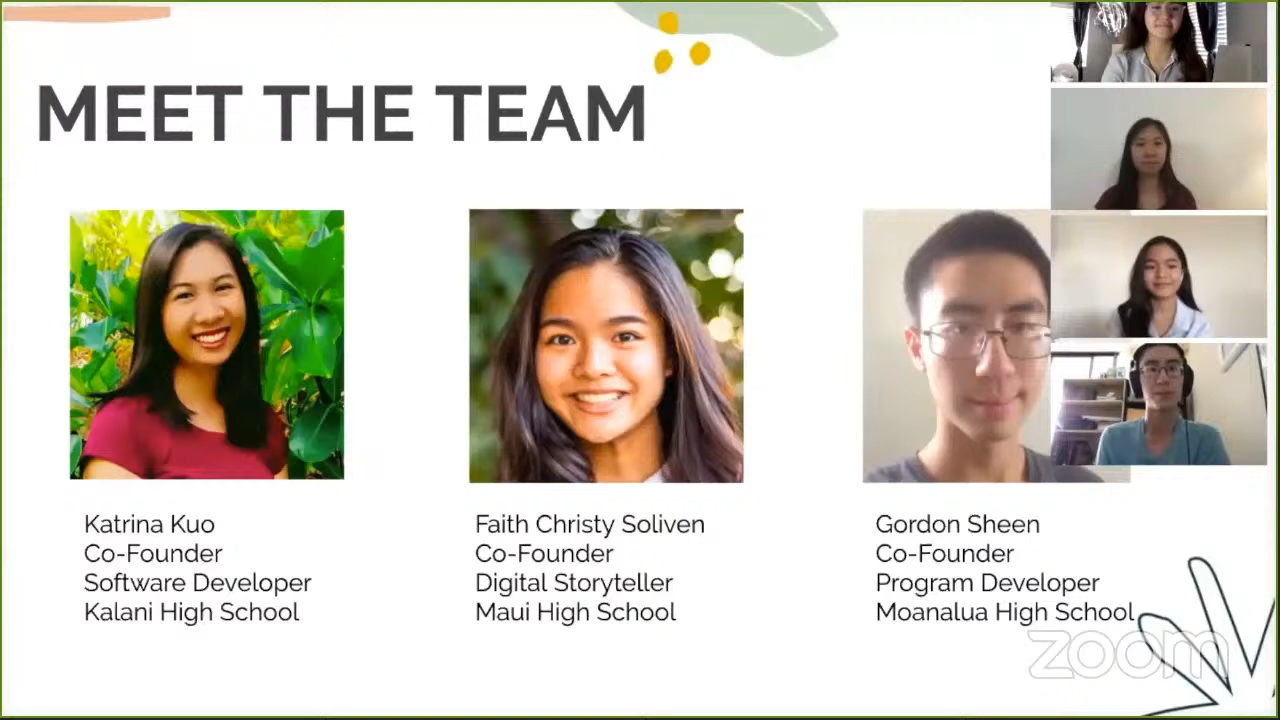 MEET THE TEAM
Katrina Kuo
Co-Founder
Software Developer
Kalani High School
Faith Christy Soliven
Co-Founder
Digital Storyteller
Maui High School
Gordon Sheen
Co-Founder
Program Developer
Moanalua High School
zoom